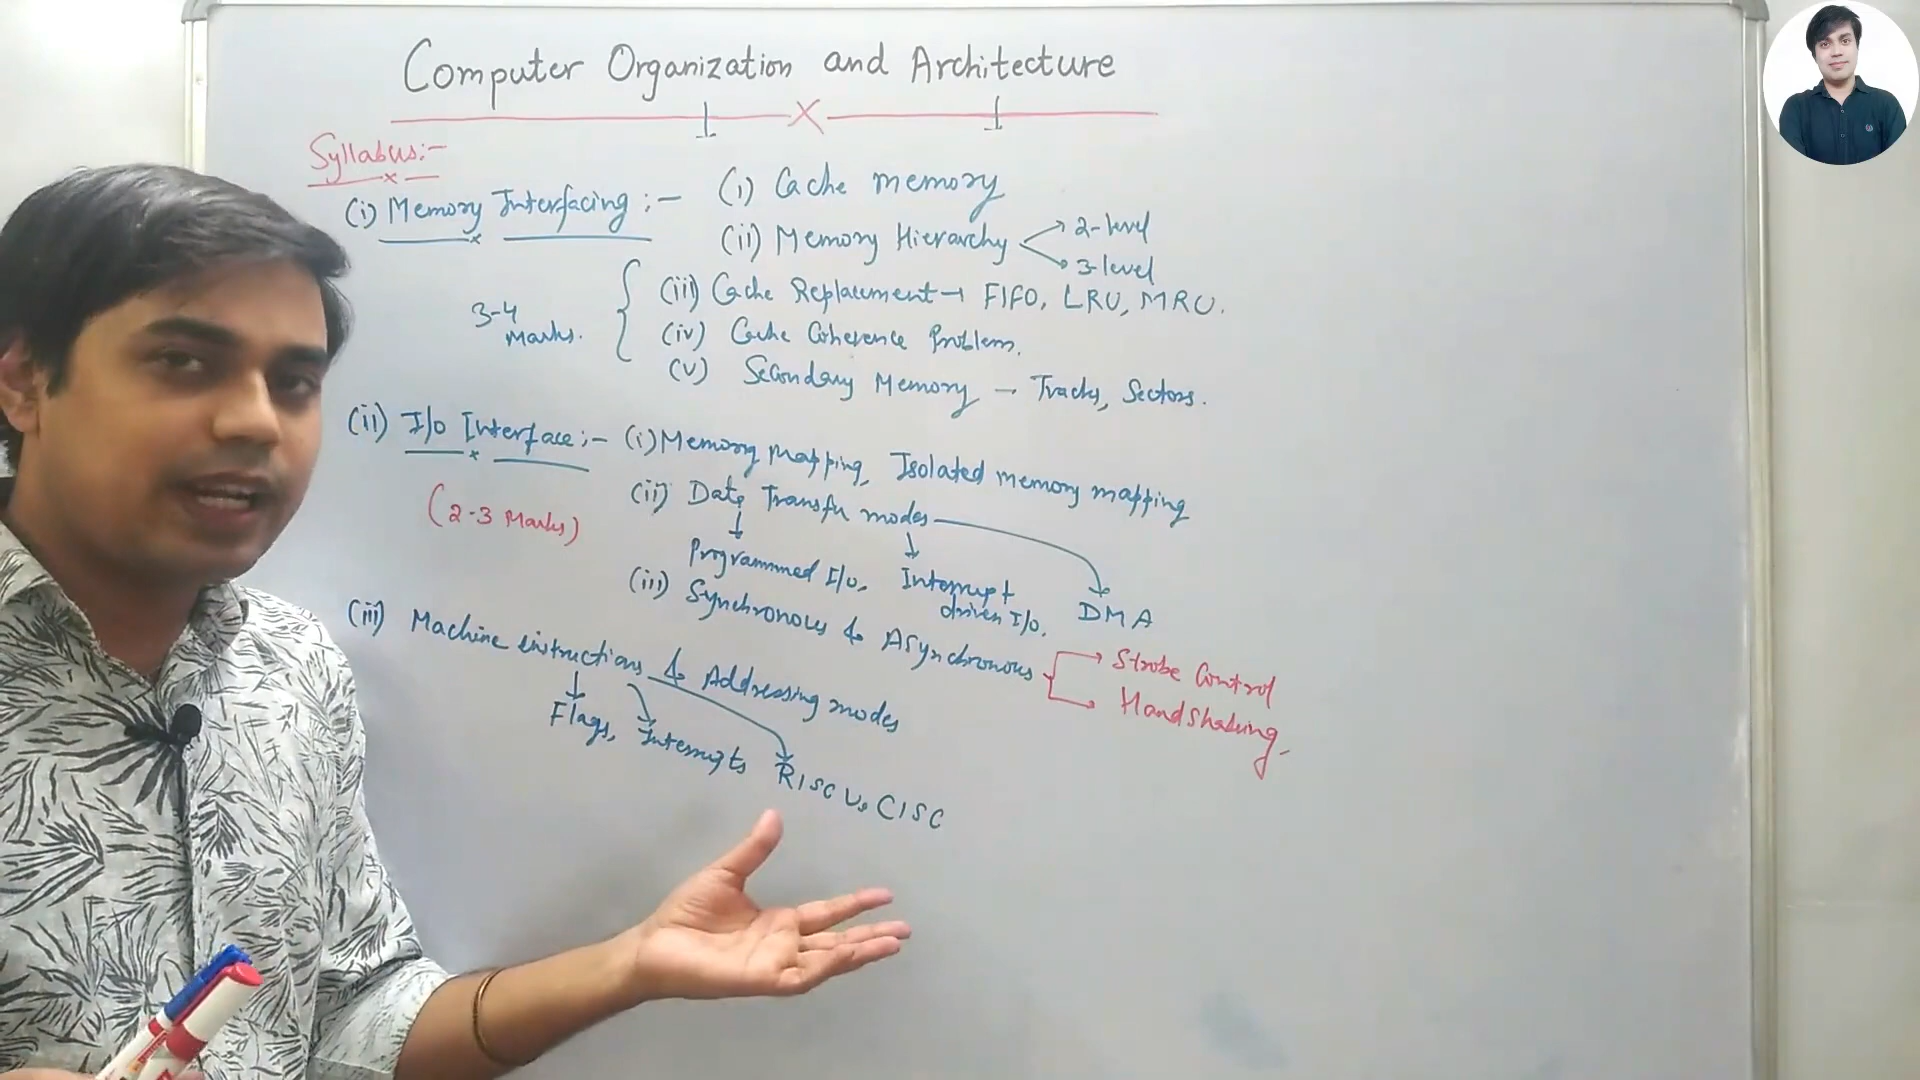 Computer Organization and Architecture
Syllabus:-
(i) Memory Interfacing :- (i) Cache memory
(ii) Memory Hierarchy → 2-level
→ 3-level
3-4 Marks. (iii) Cache Replacement → FIFO, LRU, MRU.
(iv) Cache Coherence Problem.
(v) Secondary Memory - Tracks, Sectors.
(ii) I/o Interface :- (i) Memory Mapping, Isolated memory mapping
(2-3 Marks) (ii) Data Transfer modes
Programmed I/o, Interrupt driven I/o. DMA
(iii) Synchronous & Asynchronous → Strobe Control
→ Handshaking
(iii) Machine instructions & Addressing modes
Flags, Interrupts RISC Vs CISC